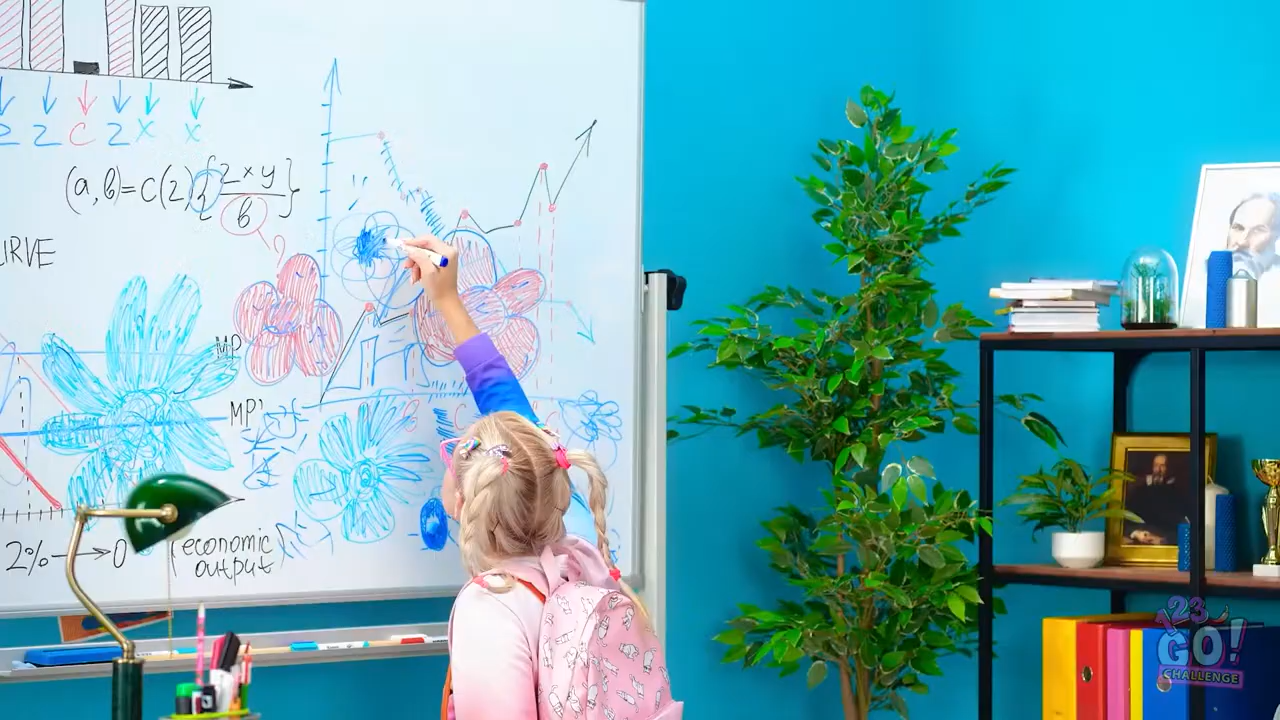 2 2 C 2 X X
(a,b)=C(2){2×y/b}
URVE
MP
MP'
2% → 0 (economic output)
123
GO!
CHALLENGE